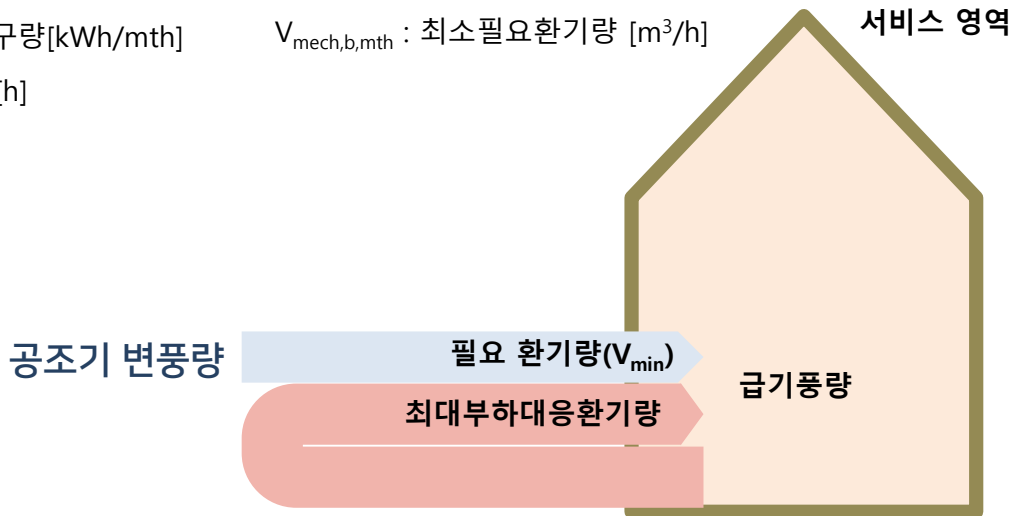 구량[kWh/mth]
V_mech,b,mth : 최소필요환기량 [m³/h]
서비스 영역
[h]
필요 환기량(V_min)
공조기 변풍량
급기풍량
최대부하대응환기량